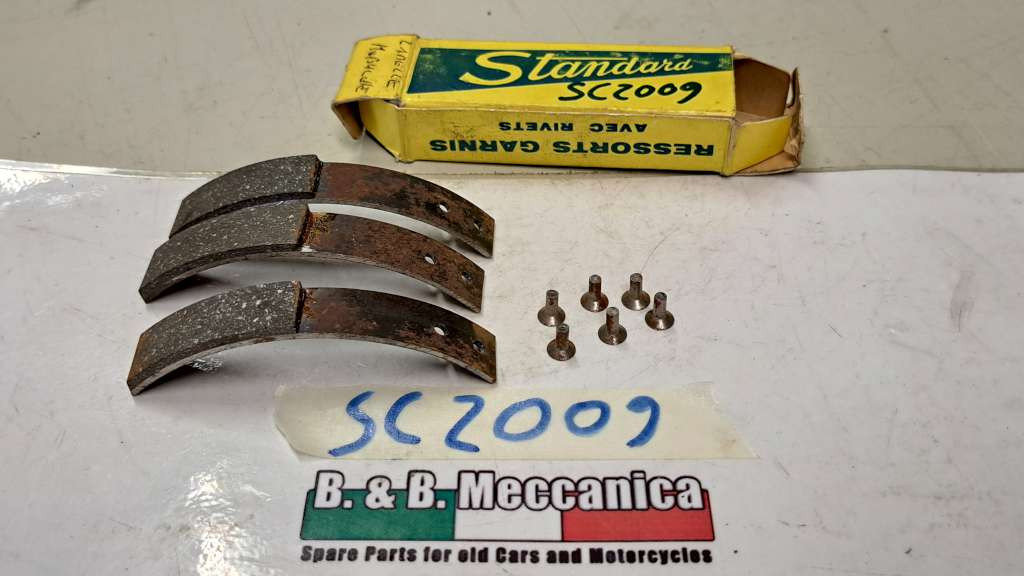 Standard
SC2009
RESSORTS GARNIS
AVEC RIVETS
SC2009
B. & B. Meccanica
Spare Parts for old Cars and Motorcycles